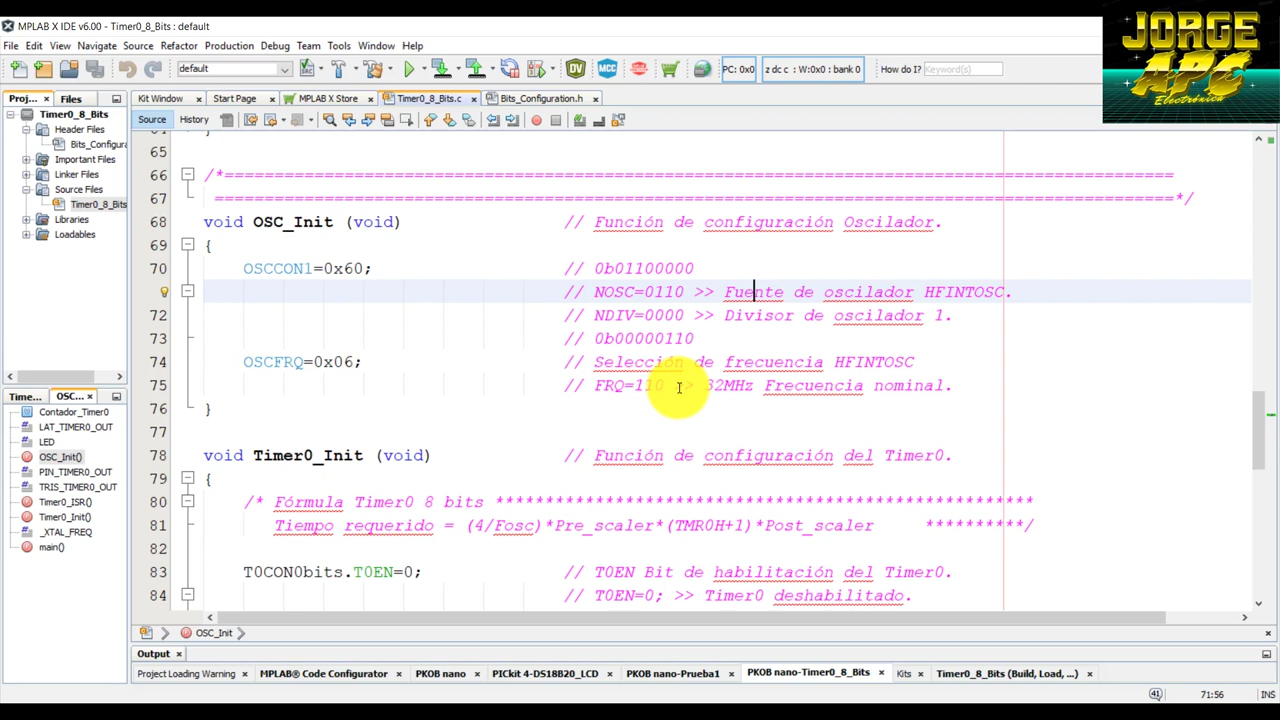 MPLAB X IDE v6.00 - Timer0_8_Bits : default
JORGE
APC
Electrónica
File Edit View Navigate Source Refactor Production Debug Team Tools Window Help
default
DV
MCC
PC: 0x0
z dc c : W:0x0 : bank 0
How do I? Keyword(s)
Proj... Files
Kit Window Start Page MPLAB X Store Timer0_8_Bits.c Bits_Configuration.h
Timer0_8_Bits
Header Files
Bits_Configura
Important Files
Linker Files
Source Files
Timer0_8_Bits
Libraries
Loadables
Source History
65
66 /*===============================================================================================
67 ================================================================================================*/
68 void OSC_Init (void) // Función de configuración Oscilador.
69 {
70 OSCCON1=0x60; // 0b01100000
// NOSC=0110 >> Fuente de oscilador HFINTOSC.
72 // NDIV=0000 >> Divisor de oscilador 1.
73 // 0b00000110
74 OSCFRQ=0x06; // Selección de frecuencia HFINTOSC
75 // FRQ=110 >> 32MHz Frecuencia nominal.
76 }
77
78 void Timer0_Init (void) // Función de configuración del Timer0.
79 {
80 /* Fórmula Timer0 8 bits *******************************************************
81 Tiempo requerido = (4/Fosc)*Pre_scaler*(TMR0H+1)*Post_scaler **********/
82
83 T0CON0bits.T0EN=0; // T0EN Bit de habilitación del Timer0.
84 // T0EN=0; >> Timer0 deshabilitado.
Time... OSC...
Contador_Timer0
LAT_TIMER0_OUT
LED
OSC_Init()
PIN_TIMER0_OUT
TRIS_TIMER0_OUT
Timer0_ISR()
Timer0_Init()
_XTAL_FREQ
main()
OSC_Init
Output
Project Loading Warning MPLAB® Code Configurator PKOB nano PICkit 4-DS18B20_LCD PKOB nano-Prueba1 PKOB nano-Timer0_8_Bits Kits Timer0_8_Bits (Build, Load, ...)
41 71:56 INS